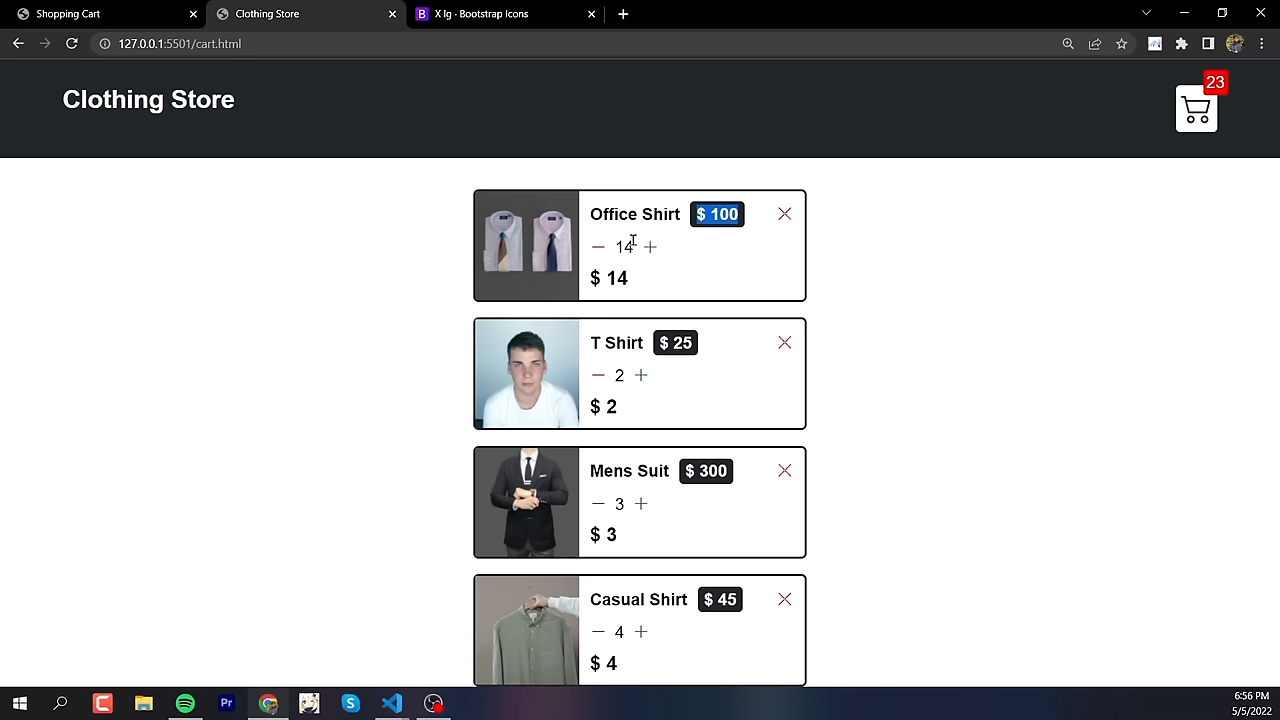 Shopping Cart
Clothing Store
X lg · Bootstrap Icons
127.0.0.1:5501/cart.html
Clothing Store
23
Office Shirt $ 100
14
$ 14
T Shirt $ 25
2
$ 2
Mens Suit $ 300
3
$ 3
Casual Shirt $ 45
4
$ 4
6:56 PM
5/5/2022